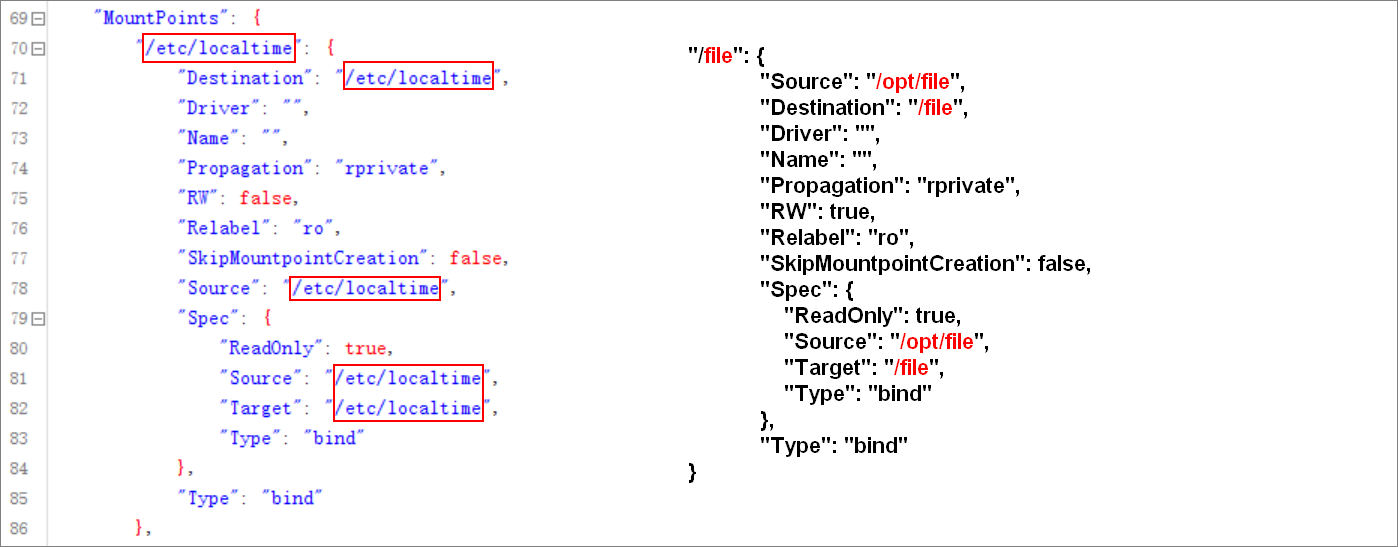 69 "MountPoints": {
70 "/etc/localtime": {
71 "Destination": "/etc/localtime",
72 "Driver": "",
73 "Name": "",
74 "Propagation": "rprivate",
75 "RW": false,
76 "Relabel": "ro",
77 "SkipMountpointCreation": false,
78 "Source": "/etc/localtime",
79 "Spec": {
80 "ReadOnly": true,
81 "Source": "/etc/localtime",
82 "Target": "/etc/localtime",
83 "Type": "bind"
84 },
85 "Type": "bind"
86 },
"/file": {
"Source": "/opt/file",
"Destination": "/file",
"Driver": "",
"Name": "",
"Propagation": "rprivate",
"RW": true,
"Relabel": "ro",
"SkipMountpointCreation": false,
"Spec": {
"ReadOnly": true,
"Source": "/opt/file",
"Target": "/file",
"Type": "bind"
},
"Type": "bind"
}